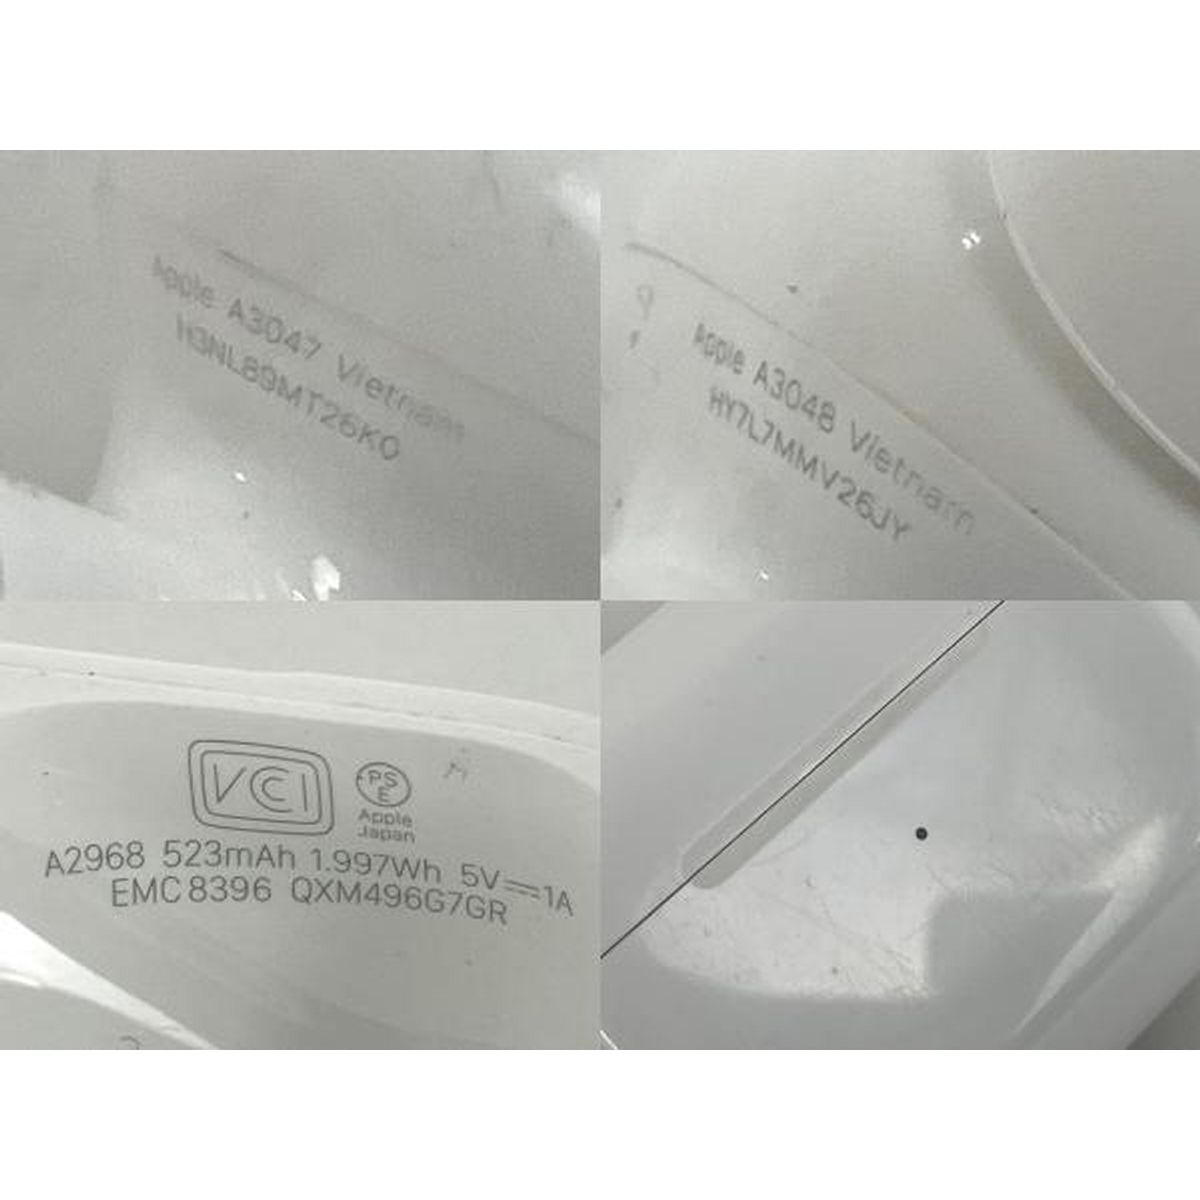 Apple A3047 Vietnam
H3NL89MT26K0
Apple A3048 Vietnam
HY7L7MMV26JY
VCI
PS
E
Apple
Japan
A2968 523mAh 1.997Wh 5V⎓1A
EMC 8396 QXM496G7GR